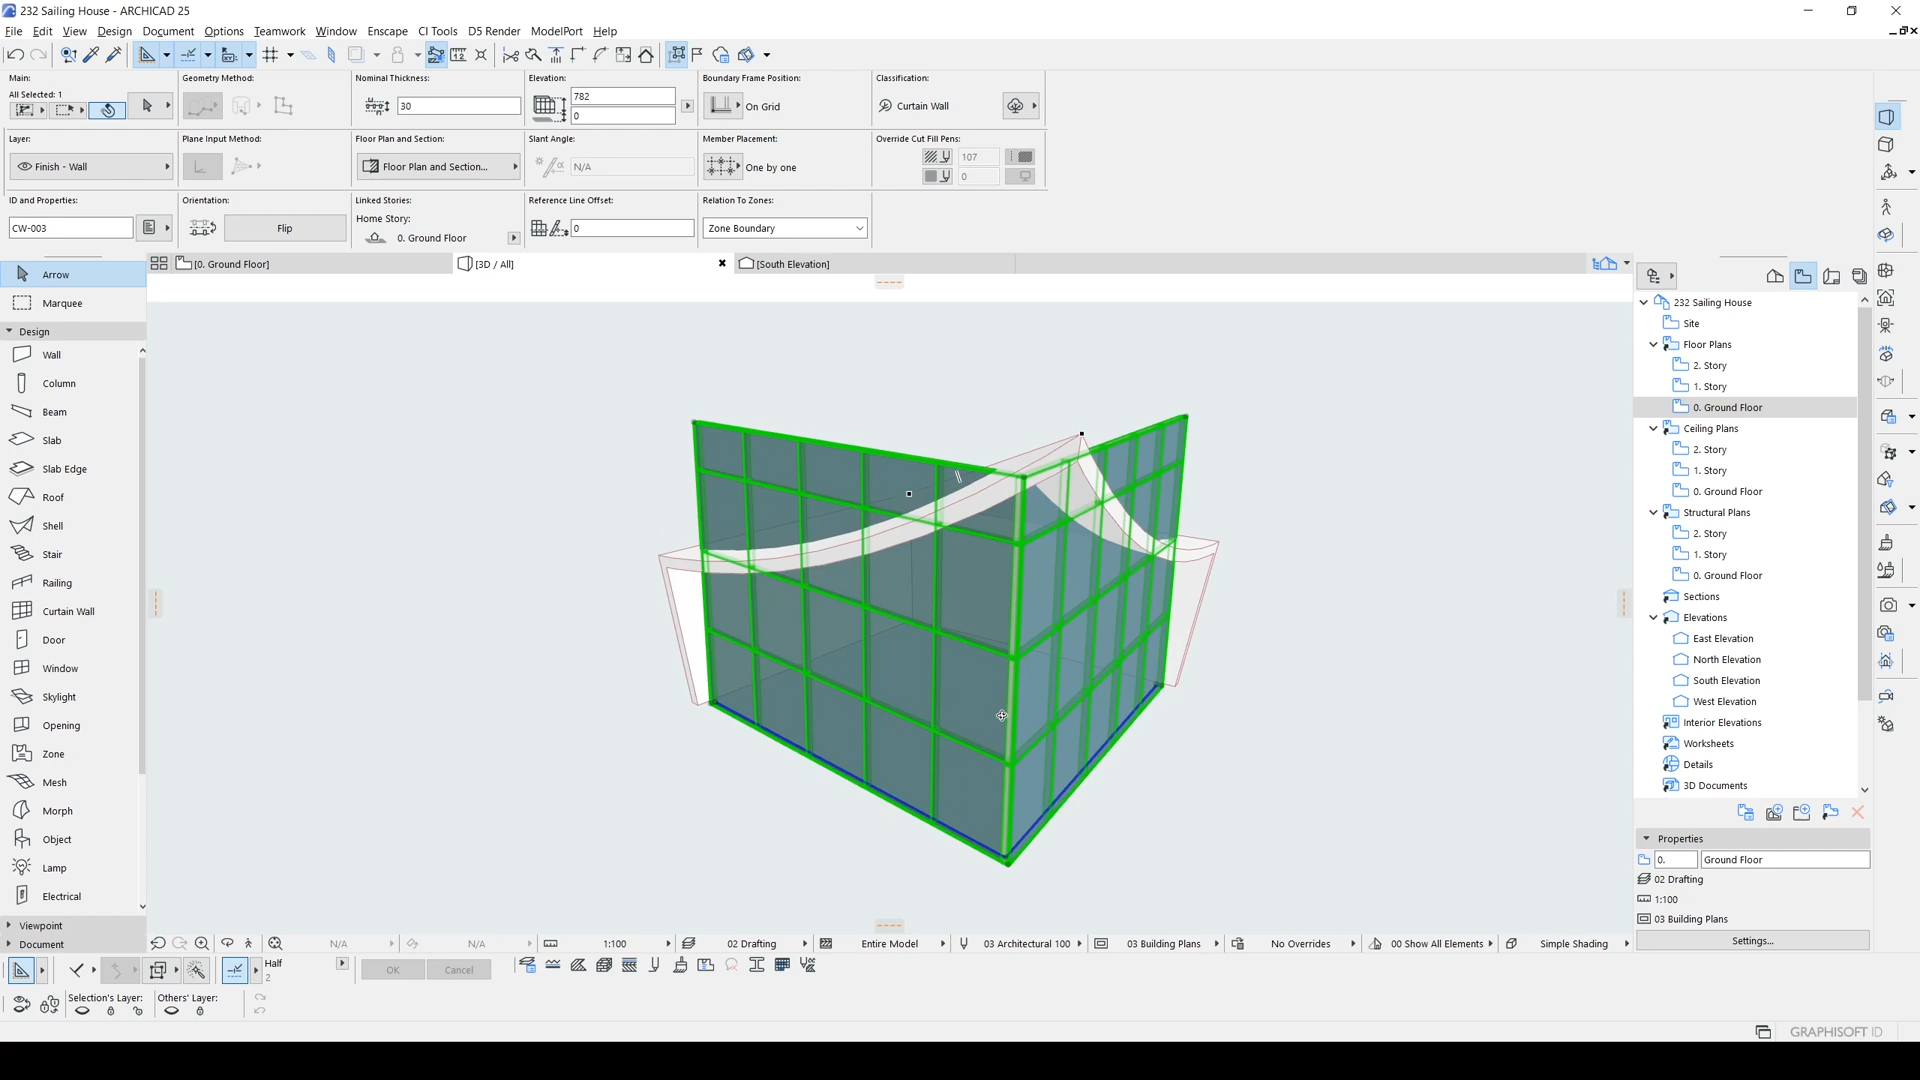 232 Sailing House - ARCHICAD 25
File Edit View Design Document Options Teamwork Window Enscape CI Tools D5 Render ModelPort Help
Main: Geometry Method: Nominal Thickness: Elevation: Boundary Frame Position: Classification:
All Selected: 1
30
782
0
On Grid
Curtain Wall
Layer: Plane Input Method: Floor Plan and Section: Slant Angle: Member Placement: Override Cut Fill Pens:
Finish - Wall
Floor Plan and Section...
N/A
One by one
107
0
ID and Properties: Orientation: Linked Stories: Reference Line Offset: Relation To Zones:
CW-003
Flip
Home Story:
0. Ground Floor
0
Zone Boundary
[0. Ground Floor]
[3D / All]
[South Elevation]
Arrow
Marquee
Design
Wall
Column
Beam
Slab
Slab Edge
Roof
Shell
Stair
Railing
Curtain Wall
Door
Window
Skylight
Opening
Zone
Mesh
Morph
Object
Lamp
Electrical
Viewpoint
Document
232 Sailing House
Site
Floor Plans
2. Story
1. Story
0. Ground Floor
Ceiling Plans
2. Story
1. Story
0. Ground Floor
Structural Plans
2. Story
1. Story
0. Ground Floor
Sections
Elevations
East Elevation
North Elevation
South Elevation
West Elevation
Interior Elevations
Worksheets
Details
3D Documents
Properties
0. Ground Floor
02 Drafting
1:100
03 Building Plans
Settings...
N/A N/A 1:100 02 Drafting Entire Model 03 Architectural 100 03 Building Plans No Overrides 00 Show All Elements Simple Shading
Half
2
OK Cancel
Selection's Layer: Others' Layer:
GRAPHISOFT ID